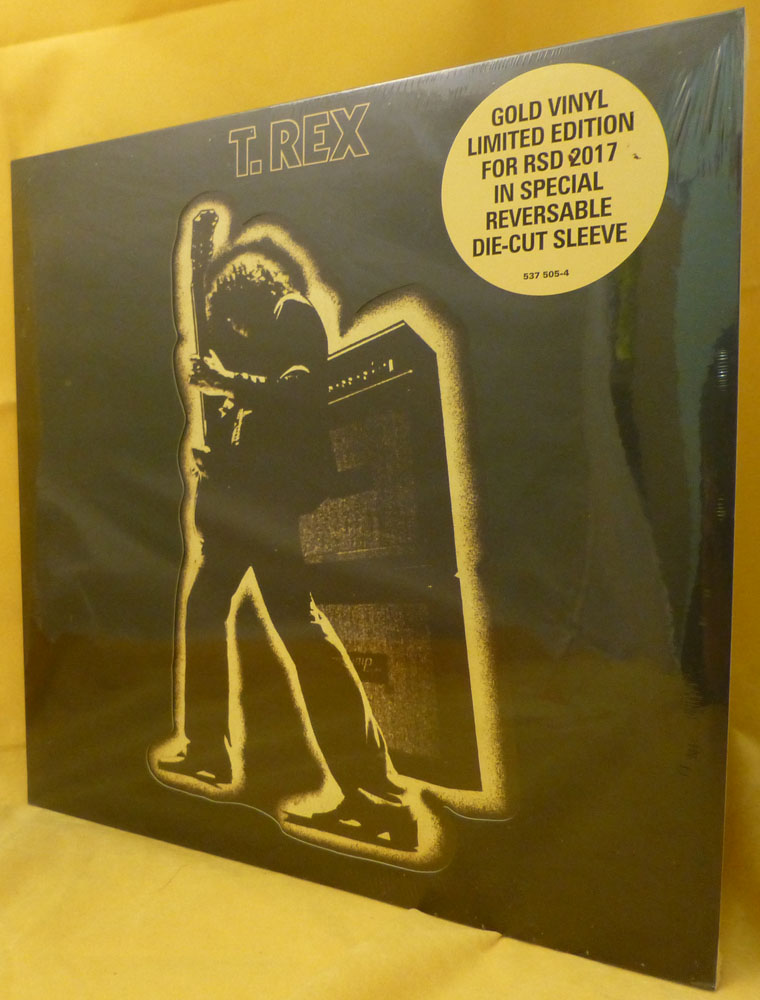 T. REX
GOLD VINYL
LIMITED EDITION
FOR RSD 2017
IN SPECIAL
REVERSABLE
DIE-CUT SLEEVE
537 505-4